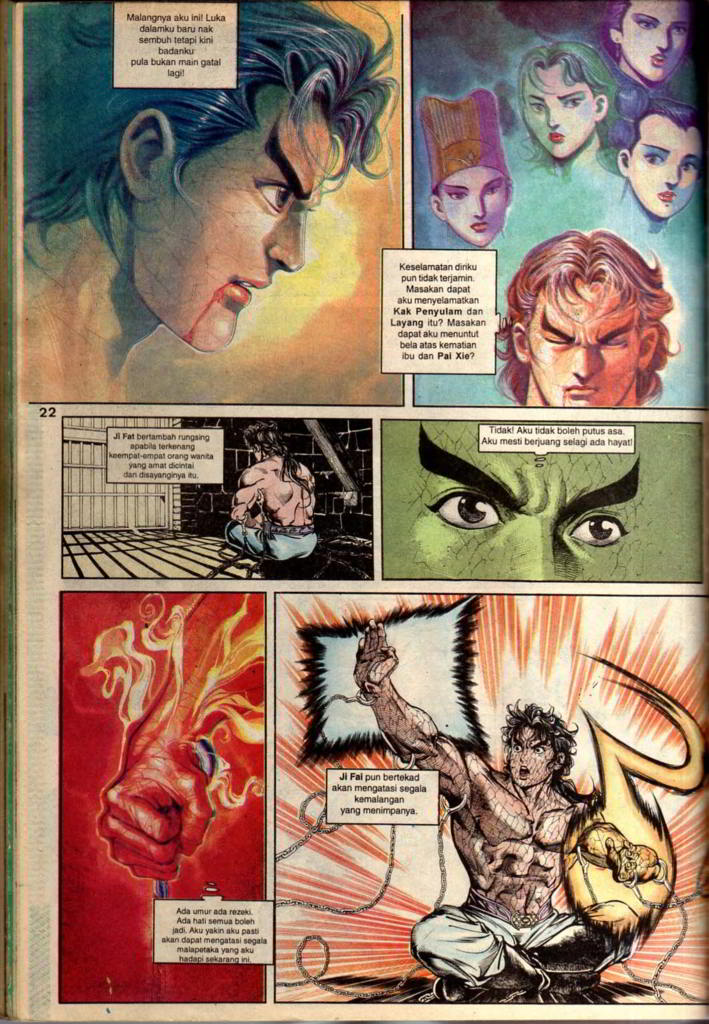 Malangnya aku ini! Luka
dalamku baru nak
sembuh tetapi kini
badanku
pula bukan main gatal
lagi!
Keselamatan diriku
pun tidak terjamin.
Masakan dapat
aku menyelamatkan
Kak Penyulam dan
Layang itu? Masakan
dapat aku menuntut
bela atas kematian
ibu dan Pai Xie?
22
Ji Fat bertambah rungsing
apabila terkenang
keempat-empat orang wanita
yang amat dicintai
dan disayanginya itu.
Tidak! Aku tidak boleh putus asa.
Aku mesti berjuang selagi ada hayat!
Ada umur ada rezeki.
Ada hati semua boleh
jadi. Aku yakin aku pasti
akan dapat mengatasi segala
malapetaka yang aku
hadapi sekarang ini.
Ji Fai pun bertekad
akan mengatasi segala
kemalangan
yang menimpanya.